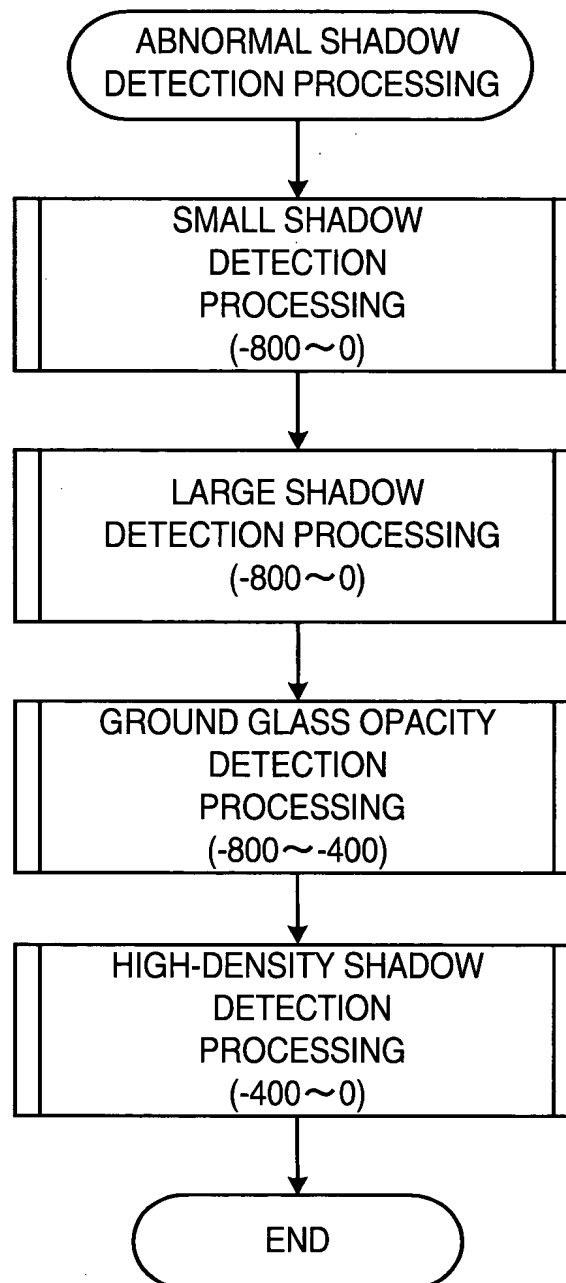 ABNORMAL SHADOW
DETECTION PROCESSING
SMALL SHADOW
DETECTION
PROCESSING
(-800～0)
LARGE SHADOW
DETECTION PROCESSING
(-800～0)
GROUND GLASS OPACITY
DETECTION
PROCESSING
(-800～-400)
HIGH-DENSITY SHADOW
DETECTION
PROCESSING
(-400～0)
END